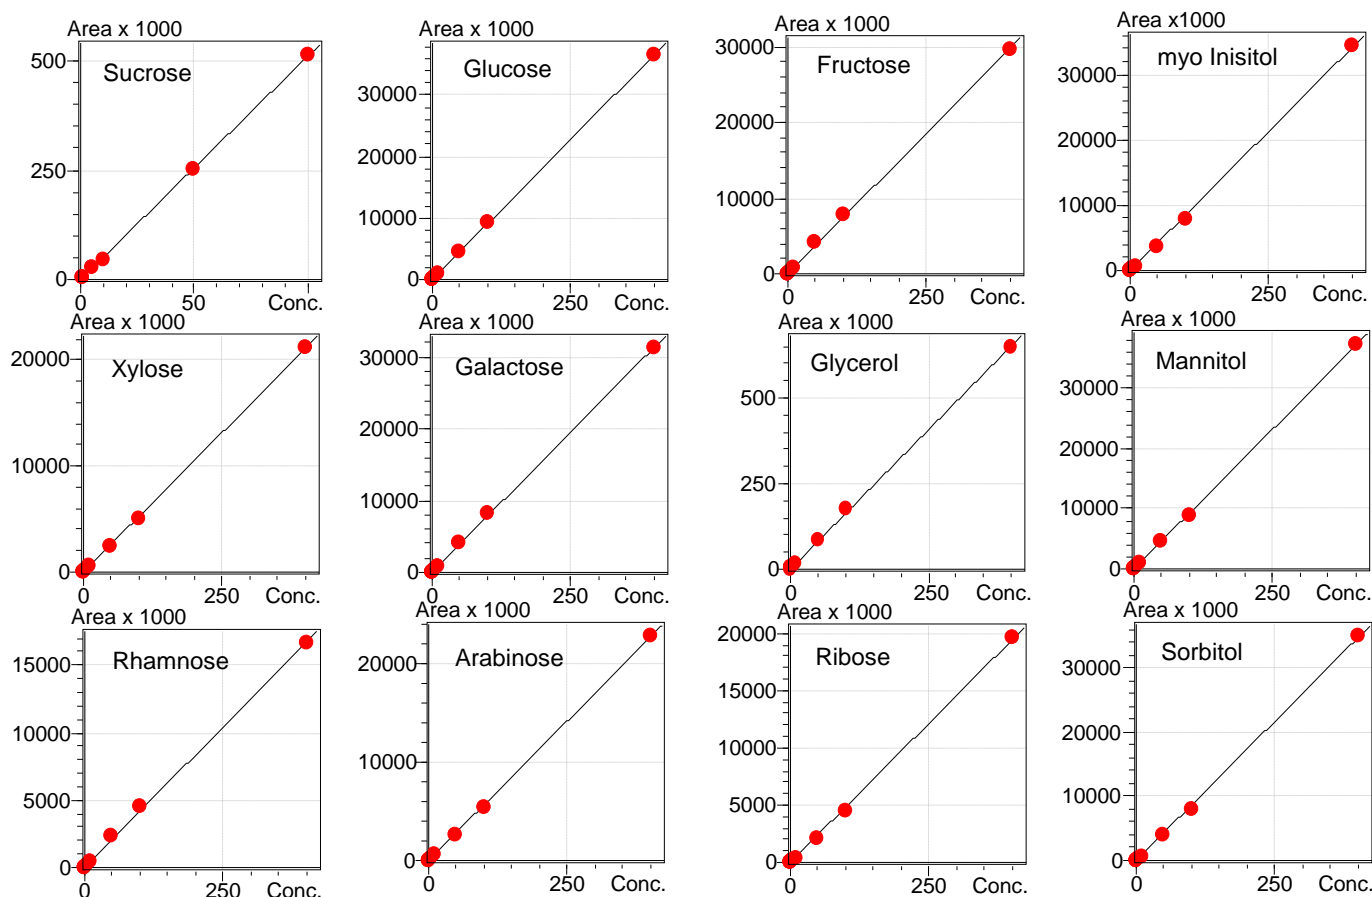 Area x 1000
Sucrose
500
250
0
0
50
Conc.
Area x 1000
Glucose
30000
20000
10000
0
0
250
Conc.
Area x 1000
Fructose
30000
20000
10000
0
0
250
Conc.
Area x1000
myo Inisitol
30000
20000
10000
0
0
250
Conc.
Area x 1000
Xylose
20000
10000
0
0
250
Conc.
Area x 1000
Galactose
30000
20000
10000
0
0
250
Conc.
Area x 1000
Glycerol
500
250
0
0
250
Conc.
Area x 1000
Mannitol
30000
20000
10000
0
0
250
Conc.
Area x 1000
Rhamnose
15000
10000
5000
0
0
250
Conc.
Area x 1000
Arabinose
20000
10000
0
0
250
Conc.
Area x 1000
Ribose
20000
15000
10000
5000
0
0
250
Conc.
Area x 1000
Sorbitol
30000
20000
10000
0
0
250
Conc.